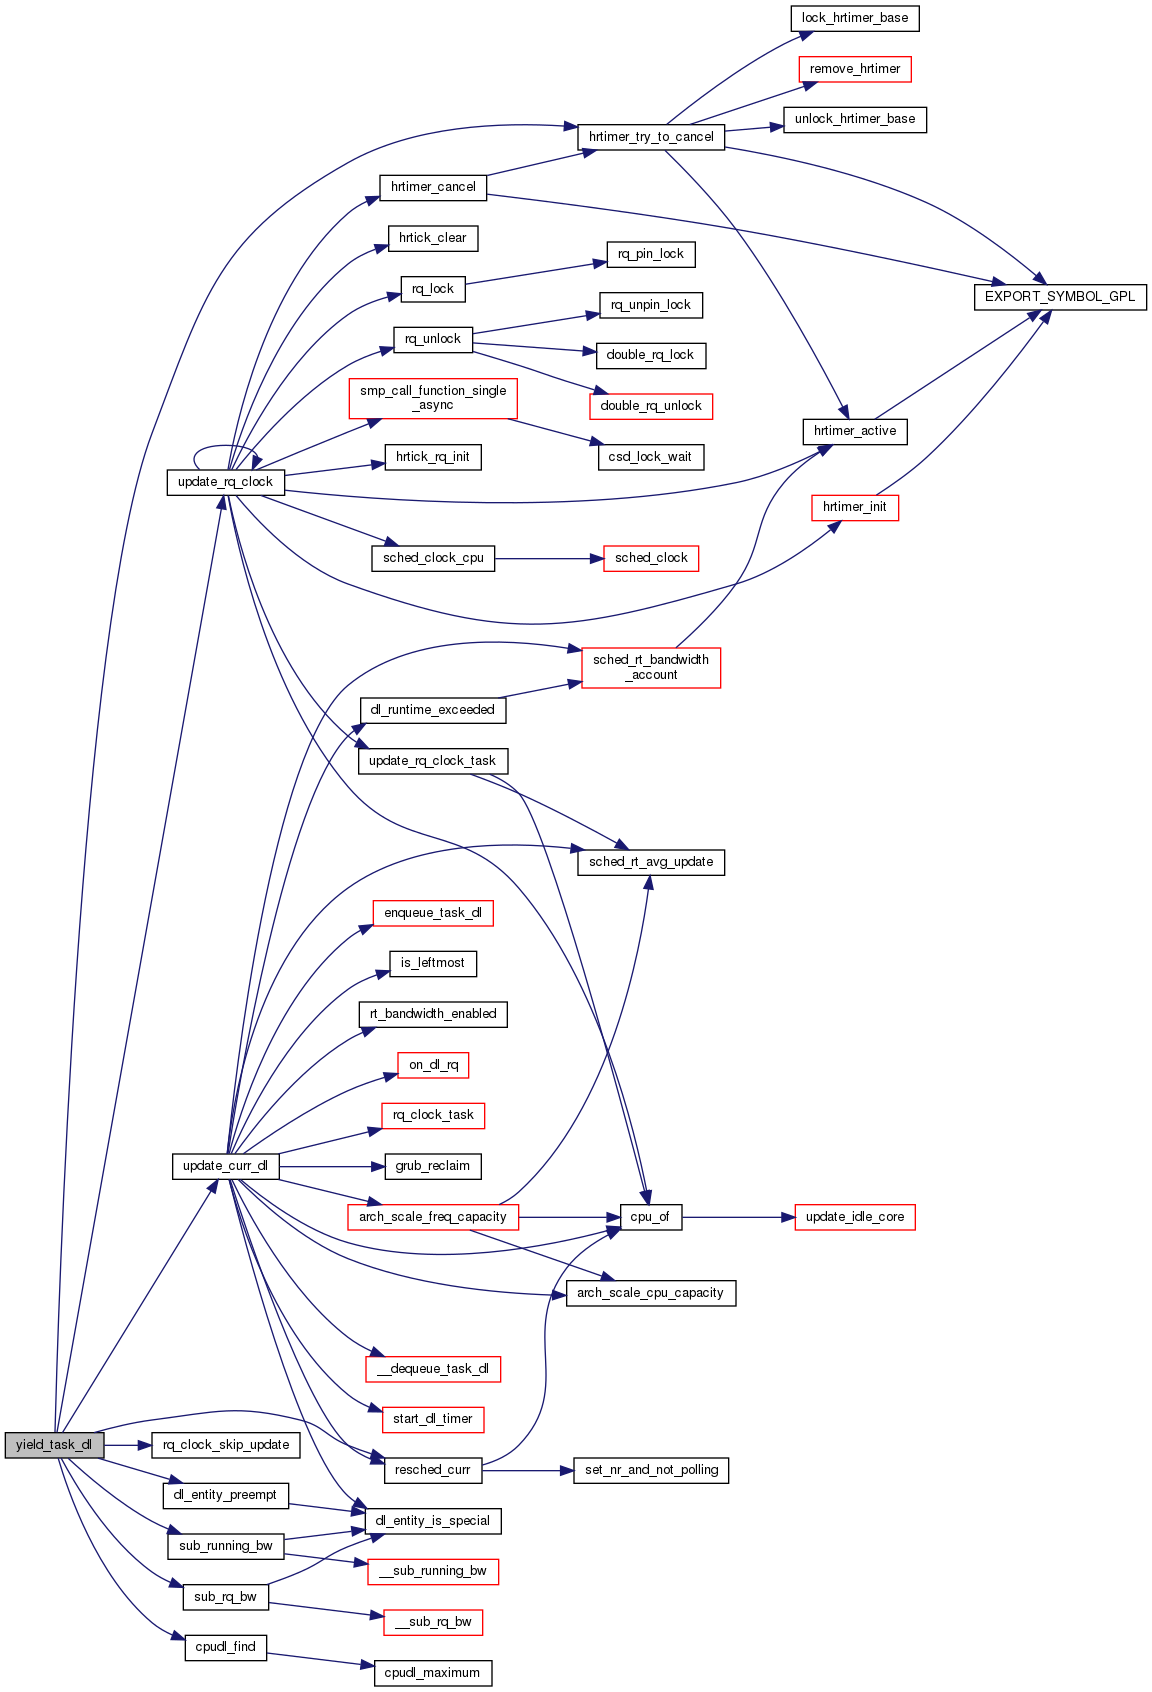 lock_hrtimer_base
remove_hrtimer
unlock_hrtimer_base
hrtimer_try_to_cancel
hrtimer_cancel
hrtick_clear
rq_pin_lock
rq_lock
EXPORT_SYMBOL_GPL
rq_unpin_lock
rq_unlock
double_rq_lock
smp_call_function_single
_async
double_rq_unlock
hrtimer_active
hrtick_rq_init
csd_lock_wait
update_rq_clock
hrtimer_init
sched_clock_cpu
sched_clock
sched_rt_bandwidth
_account
dl_runtime_exceeded
update_rq_clock_task
sched_rt_avg_update
enqueue_task_dl
is_leftmost
rt_bandwidth_enabled
on_dl_rq
rq_clock_task
update_curr_dl
grub_reclaim
arch_scale_freq_capacity
cpu_of
update_idle_core
arch_scale_cpu_capacity
__dequeue_task_dl
start_dl_timer
yield_task_dl
rq_clock_skip_update
resched_curr
set_nr_and_not_polling
dl_entity_preempt
dl_entity_is_special
sub_running_bw
__sub_running_bw
sub_rq_bw
__sub_rq_bw
cpudl_find
cpudl_maximum